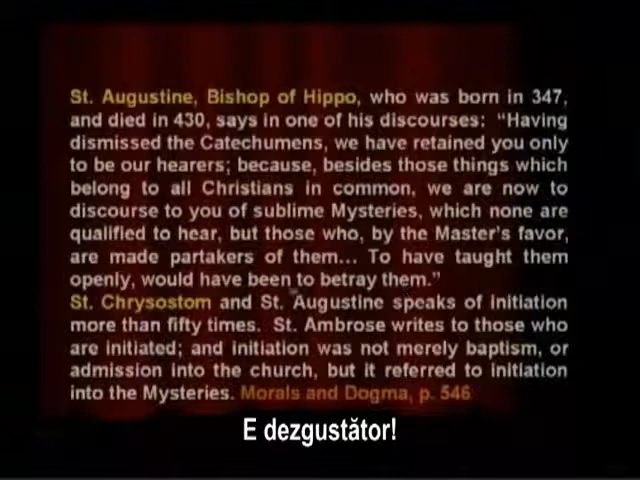 St. Augustine, Bishop of Hippo, who was born in 347,
and died in 430, says in one of his discourses: “Having
dismissed the Catechumens, we have retained you only
to be our hearers; because, besides those things which
belong to all Christians in common, we are now to
discourse to you of sublime Mysteries, which none are
qualified to hear, but those who, by the Master's favor,
are made partakers of them... To have taught them
openly, would have been to betray them.”
St. Chrysostom and St. Augustine speaks of initiation
more than fifty times. St. Ambrose writes to those who
are initiated; and initiation was not merely baptism, or
admission into the church, but it referred to initiation
into the Mysteries. Morals and Dogma, p. 546
E dezgustător!